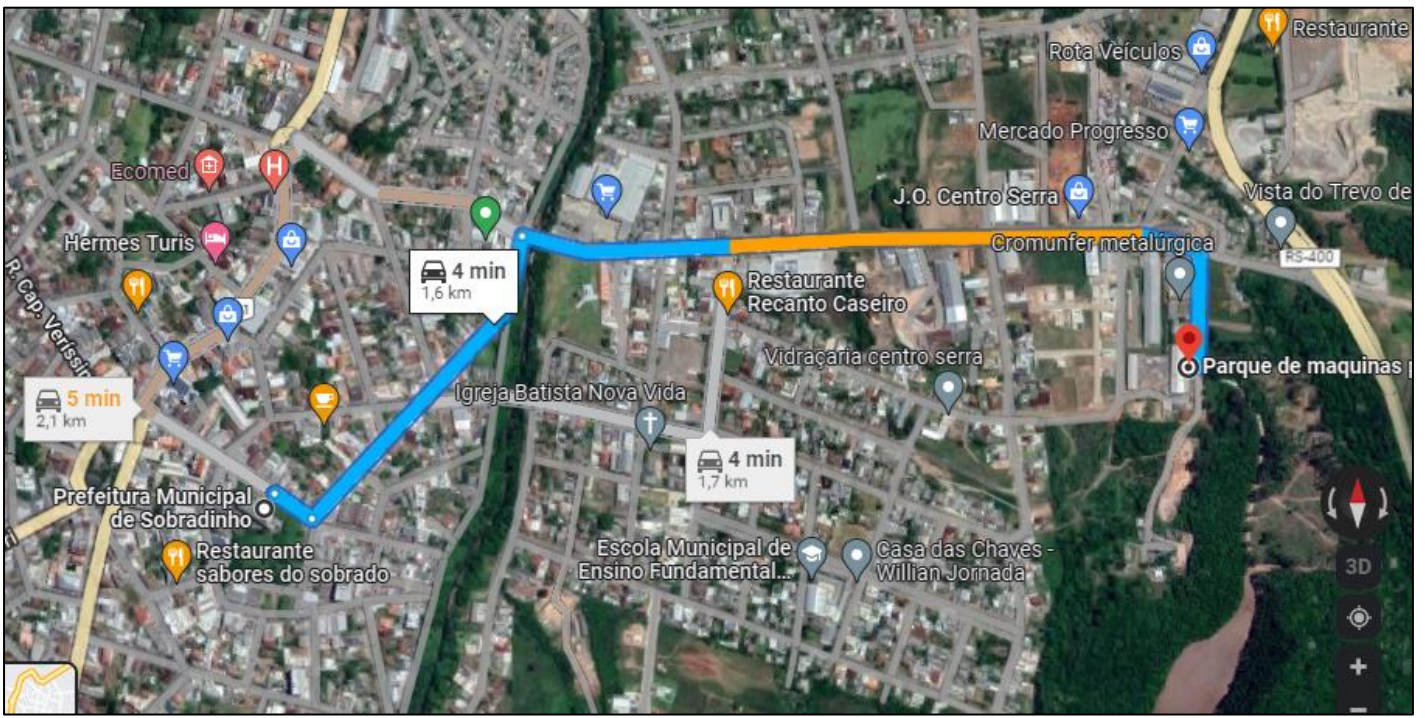 Restaurante
Rota Veículos
Mercado Progresso
Ecomed
H
Vista do Trevo de
J.O. Centro Serra
Hermes Turis
Cromunfer metalúrgica
RS-400
4 min
1,6 km
Restaurante
Recanto Caseiro
R. Cap. Veríssim
Vidraçaria centro serra
Parque de maquinas p
5 min
2,1 km
Igreja Batista Nova Vida
4 min
1,7 km
Prefeitura Municipal
de Sobradinho
Restaurante
sabores do sobrado
Escola Municipal de
Ensino Fundamental...
Casa das Chaves -
Willian Jornada
3D